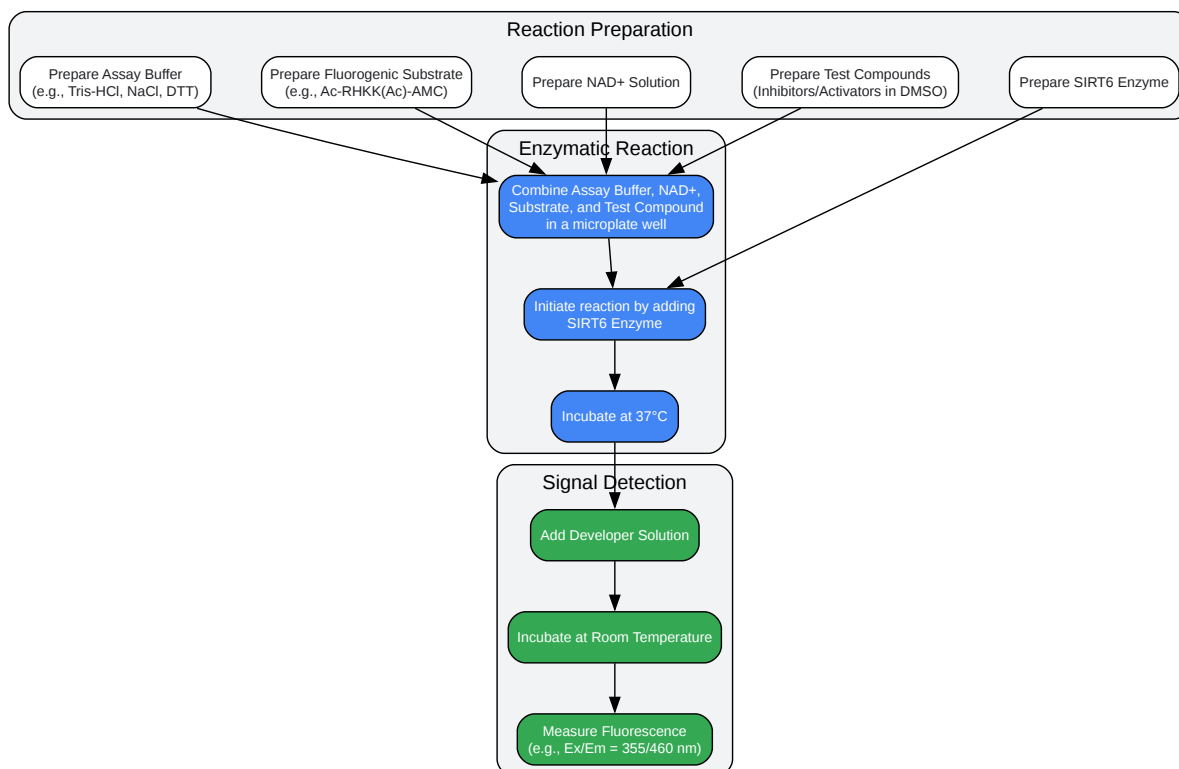 Reaction Preparation
Prepare Assay Buffer
(e.g., Tris-HCl, NaCl, DTT)
Prepare Fluorogenic Substrate
(e.g., Ac-RHKK(Ac)-AMC)
Prepare NAD+ Solution
Prepare Test Compounds
(Inhibitors/Activators in DMSO)
Prepare SIRT6 Enzyme
Enzymatic Reaction
Combine Assay Buffer, NAD+,
Substrate, and Test Compound
in a microplate well
Initiate reaction by adding
SIRT6 Enzyme
Incubate at 37°C
Signal Detection
Add Developer Solution
Incubate at Room Temperature
Measure Fluorescence
(e.g., Ex/Em = 355/460 nm)